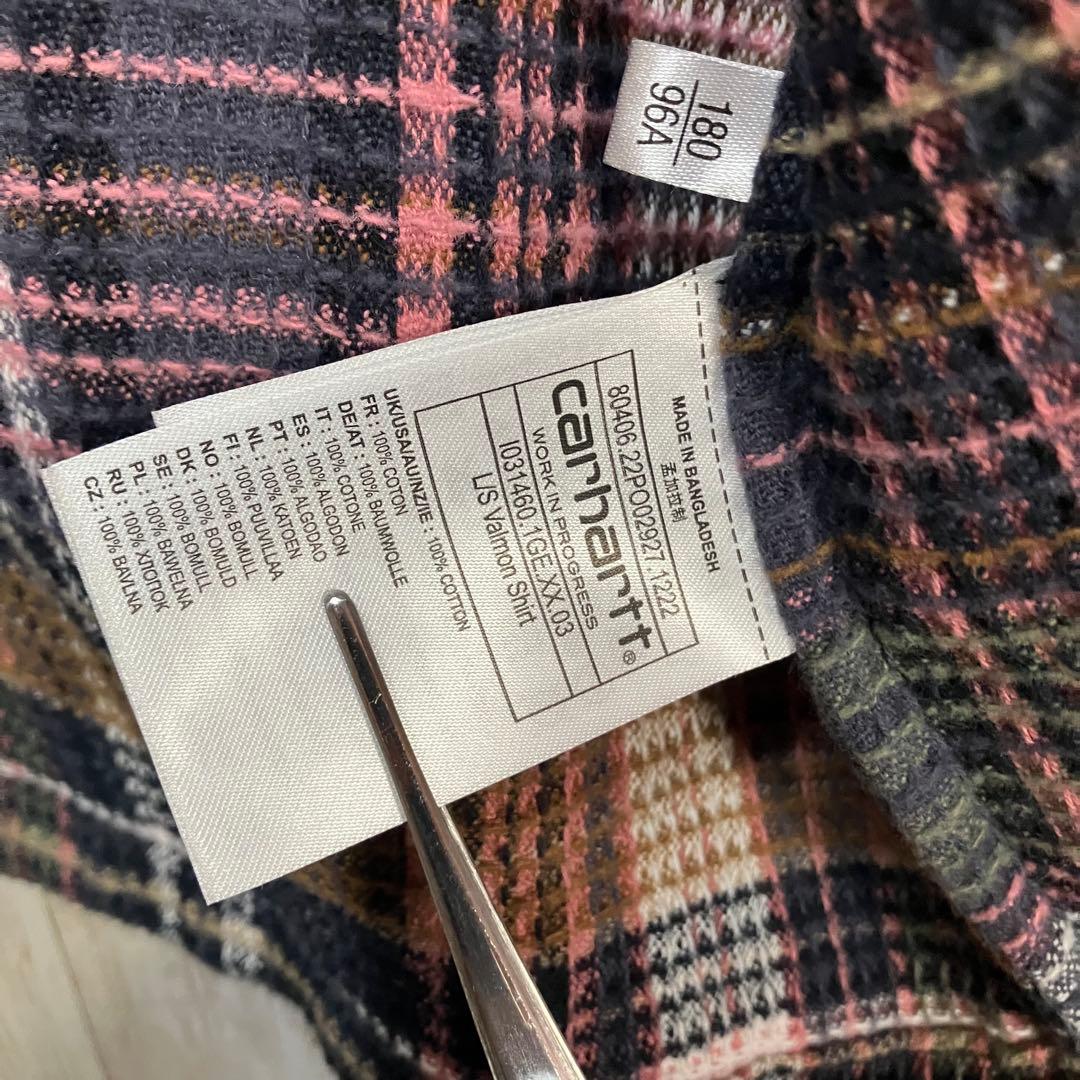 180
96A
MADE IN BANGLADESH
孟加拉制
80406.22PO02927.1222
carhartt®
WORK IN PROGRESS
I031460.1GE.XX.03
L/S Valmon Shirt
UK/USA/AU/NZ/IE : 100% COTTON
FR : 100% COTON
DE/AT : 100% BAUMWOLLE
IT : 100% COTONE
ES : 100% ALGODON
PT : 100% ALGODAO
NL : 100% KATOEN
FI : 100% PUUVILLAA
NO : 100% BOMULL
DK : 100% BOMULD
SE : 100% BOMULL
PL : 100% BAWELNA
RU : 100% ХЛОПОК
CZ : 100% BAVLNA